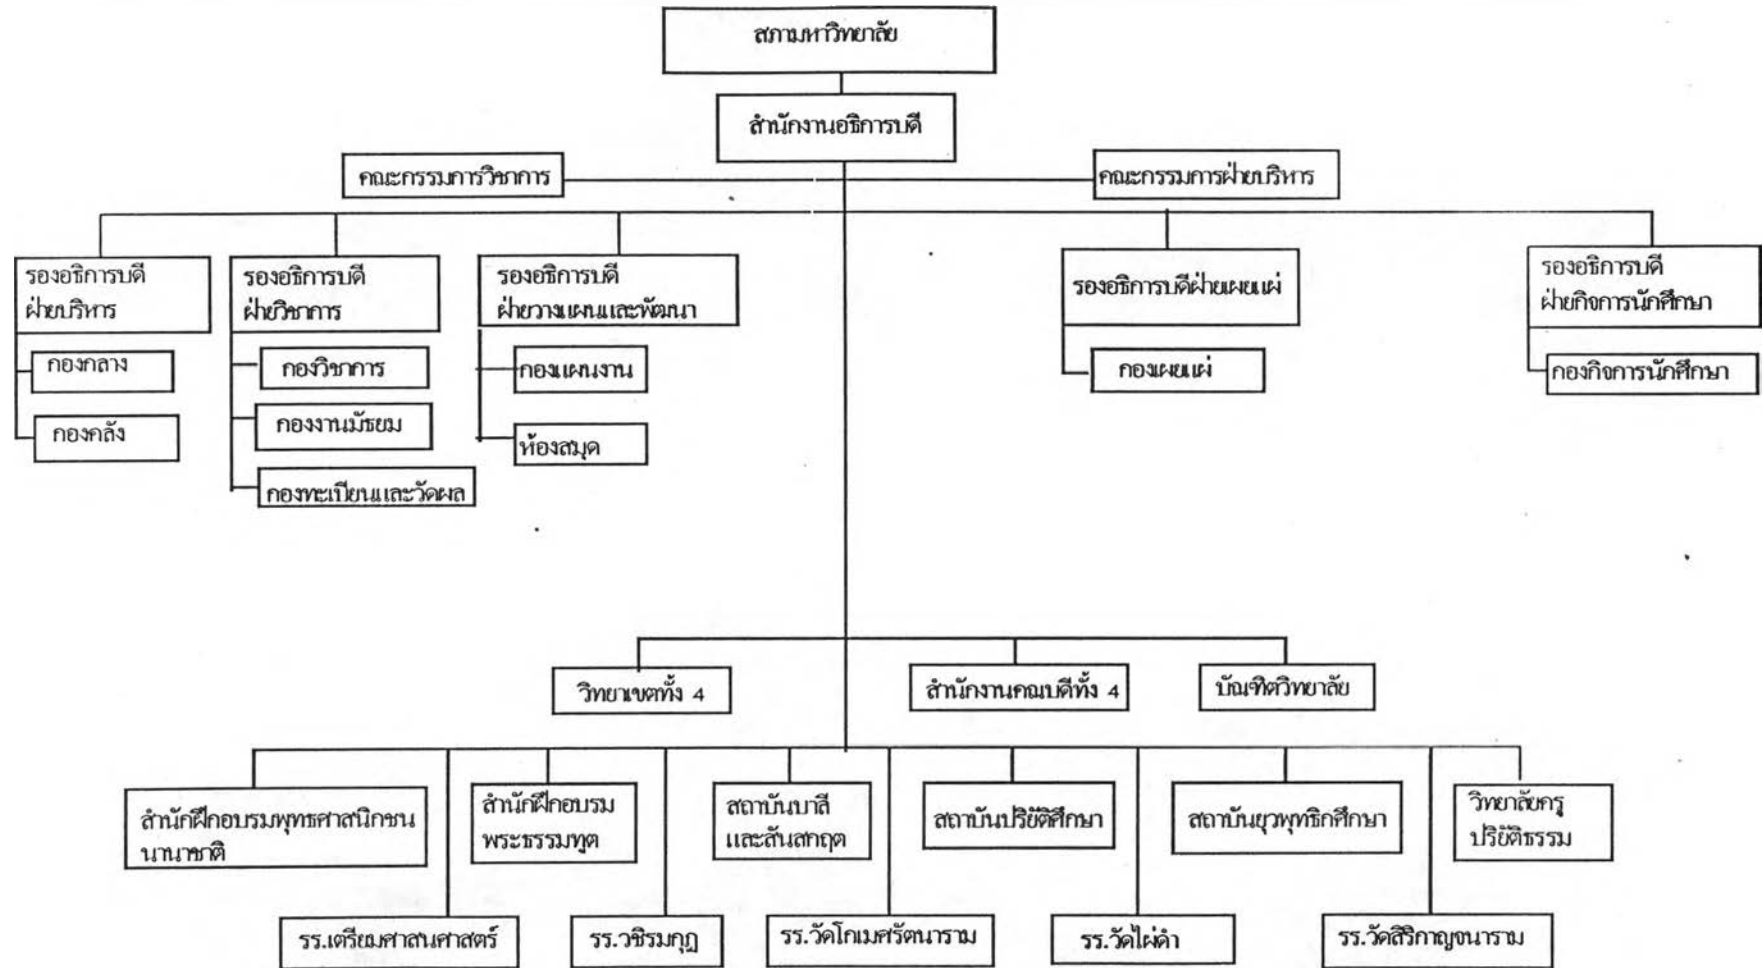 สภามหาวิทยาลัย
สำนักงานอธิการบดี
คณะกรรมการวิชาการ
คณะกรรมการฝ่ายบริหาร
รองอธิการบดี
ฝ่ายบริหาร
กองกลาง
กองคลัง
รองอธิการบดี
ฝ่ายวิชาการ
กองวิชาการ
กองงานมัธยม
กองทะเบียนและวัดผล
รองอธิการบดี
ฝ่ายวางแผนและพัฒนา
กองแผนงาน
ห้องสมุด
รองอธิการบดีฝ่ายเผยแผ่
กองเผยแผ่
รองอธิการบดี
ฝ่ายกิจการนักศึกษา
กองกิจการนักศึกษา
วิทยาเขตทั้ง 4
สำนักงานคณบดีทั้ง 4
บัณฑิตวิทยาลัย
สำนักฝึกอบรมพุทธศาสนิกชน
นานาชาติ
สำนักฝึกอบรม
พระธรรมทูต
สถาบันบาลี
และสันสกฤต
สถาบันปริยัติศึกษา
สถาบันยุวพุทธิกศึกษา
วิทยาลัยครู
ปริยัติธรรม
รร.เตรียมศาสนศาสตร์
รร.วชิรมกุฏ
รร.วัดโกเมศรัตนาราม
รร.วัดไผ่ดำ
รร.วัดสิริกาญจนาราม